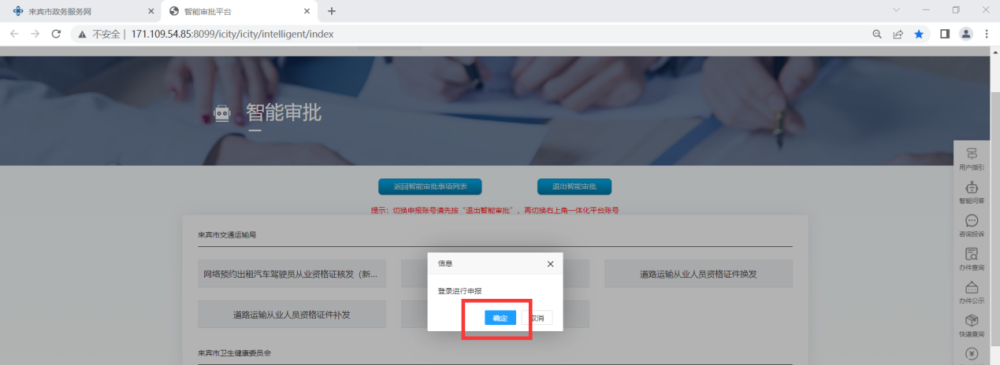 来宾市政务服务网
智能审批平台
不安全 | 171.109.54.85:8099/icity/icity/intelligent/index
智能审批
返回智能审批事项列表
退出智能审批
提示：切换申报账号请先按“退出智能审批”，再切换右上角一体化平台账号
来宾市交通运输局
网络预约出租汽车驾驶员从业资格证核发（新...
道路运输从业人员资格证件换发
道路运输从业人员资格证件补发
信息
登录进行申报
确定
取消
来宾市卫生健康委员会
用户指引
智能问答
咨询投诉
办件查询
办件公示
快递查询